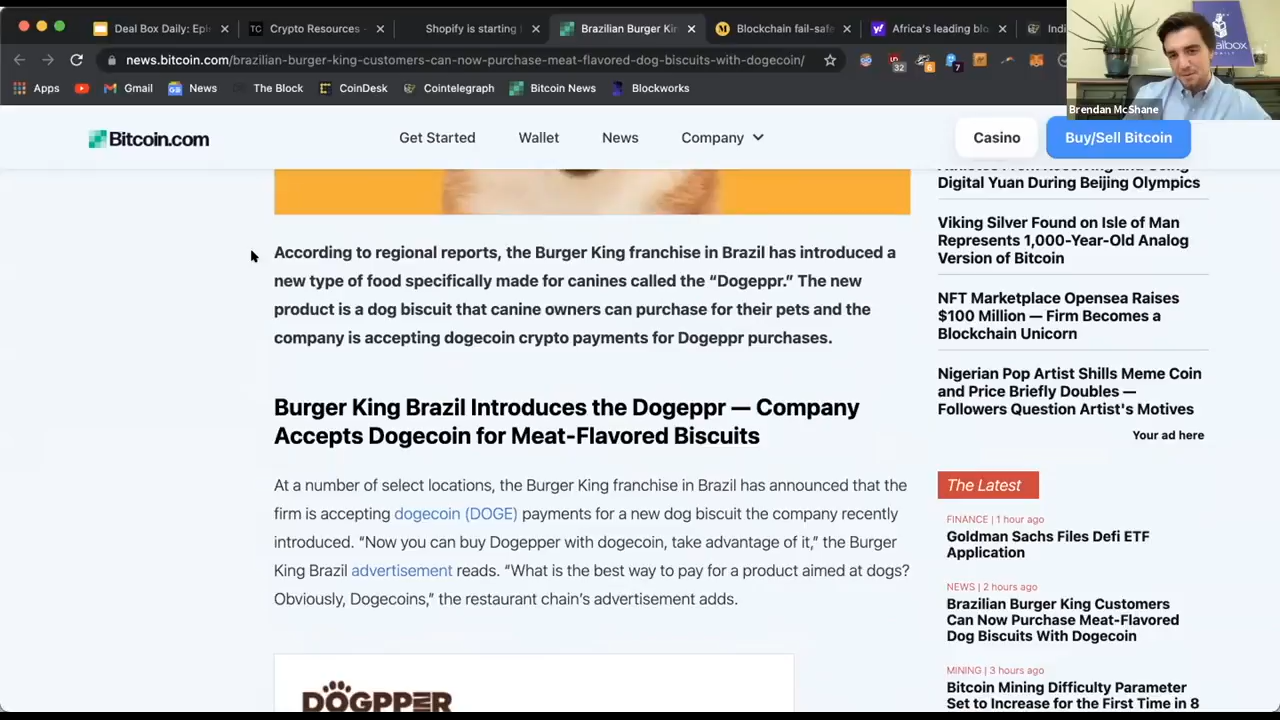 Deal Box Daily: Epi
Crypto Resources
Shopify is starting
Brazilian Burger Kir
Blockchain fail-safe
Africa's leading blo
Indi
news.bitcoin.com/brazilian-burger-king-customers-can-now-purchase-meat-flavored-dog-biscuits-with-dogecoin/
32
6
7
Apps
Gmail
News
The Block
CoinDesk
Cointelegraph
Bitcoin News
Blockworks
Brendan McShane
Bitcoin.com
Get Started
Wallet
News
Company
Casino
Buy/Sell Bitcoin
According to regional reports, the Burger King franchise in Brazil has introduced a
new type of food specifically made for canines called the “Dogeppr.” The new
product is a dog biscuit that canine owners can purchase for their pets and the
company is accepting dogecoin crypto payments for Dogeppr purchases.
Burger King Brazil Introduces the Dogeppr — Company
Accepts Dogecoin for Meat-Flavored Biscuits
At a number of select locations, the Burger King franchise in Brazil has announced that the
firm is accepting dogecoin (DOGE) payments for a new dog biscuit the company recently
introduced. “Now you can buy Dogepper with dogecoin, take advantage of it,” the Burger
King Brazil advertisement reads. “What is the best way to pay for a product aimed at dogs?
Obviously, Dogecoins,” the restaurant chain’s advertisement adds.
DOGPPER
Digital Yuan During Beijing Olympics
Viking Silver Found on Isle of Man
Represents 1,000-Year-Old Analog
Version of Bitcoin
NFT Marketplace Opensea Raises
$100 Million — Firm Becomes a
Blockchain Unicorn
Nigerian Pop Artist Shills Meme Coin
and Price Briefly Doubles —
Followers Question Artist's Motives
Your ad here
The Latest
FINANCE | 1 hour ago
Goldman Sachs Files Defi ETF
Application
NEWS | 2 hours ago
Brazilian Burger King Customers
Can Now Purchase Meat-Flavored
Dog Biscuits With Dogecoin
MINING | 3 hours ago
Bitcoin Mining Difficulty Parameter
Set to Increase for the First Time in 8